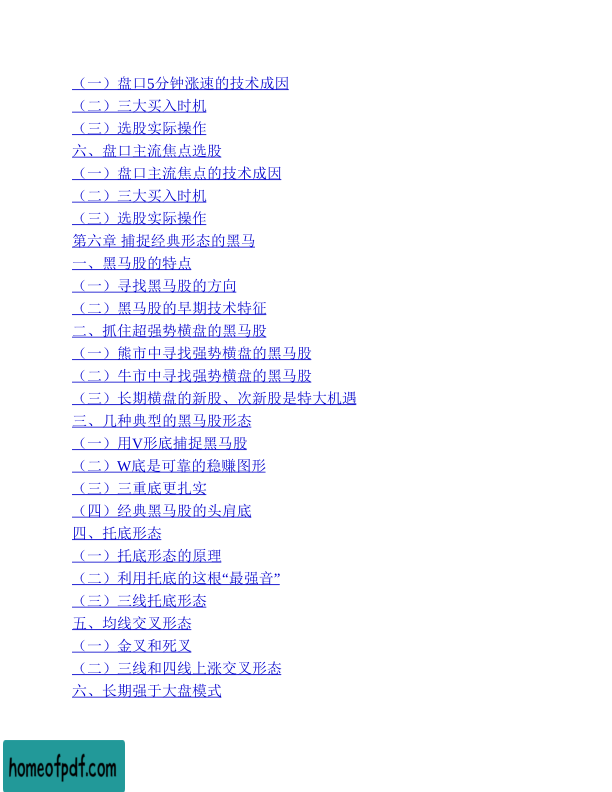 （一）盘口5分钟涨速的技术成因
（二）三大买入时机
（三）选股实际操作
六、盘口主流焦点选股
（一）盘口主流焦点的技术成因
（二）三大买入时机
（三）选股实际操作
第六章 捕捉经典形态的黑马
一、黑马股的特点
（一）寻找黑马股的方向
（二）黑马股的早期技术特征
二、抓住超强势横盘的黑马股
（一）熊市中寻找强势横盘的黑马股
（二）牛市中寻找强势横盘的黑马股
（三）长期横盘的新股、次新股是特大机遇
三、几种典型的黑马股形态
（一）用V形底捕捉黑马股
（二）W底是可靠的稳赚图形
（三）三重底更扎实
（四）经典黑马股的头肩底
四、托底形态
（一）托底形态的原理
（二）利用托底的这根“最强音”
（三）三线托底形态
五、均线交叉形态
（一）金叉和死叉
（二）三线和四线上涨交叉形态
六、长期强于大盘模式
homeofpdf.com